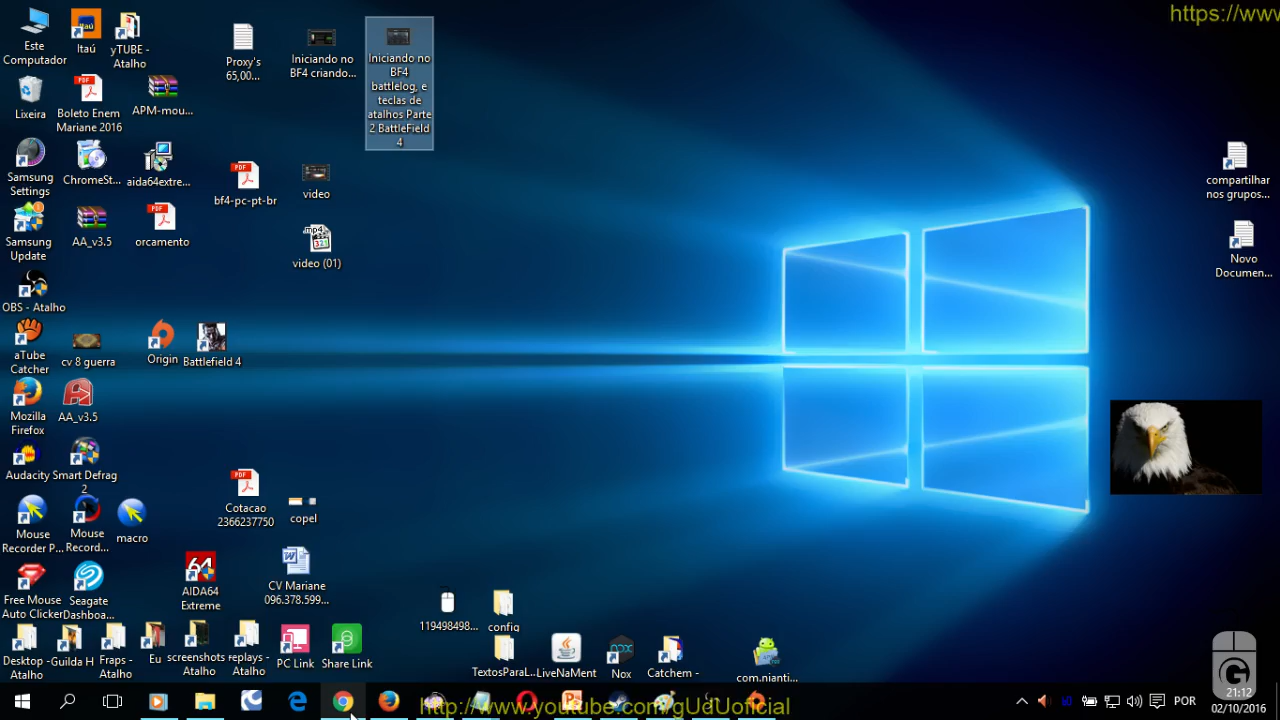 https://www
Este
Computador
Itaú
yTUBE -
Atalho
Proxy's
65,00...
Iniciando no
BF4 criando...
Iniciando no
BF4
battlelog, e
teclas de
atalhos Parte
2 BattleField
4
Lixeira
Boleto Enem
Mariane 2016
APM-mou...
Samsung
Settings
ChromeSt...
aida64extre...
bf4-pc-pt-br
video
compartilhar
nos grupos...
Samsung
Update
AA_v3.5
orcamento
video (01)
Novo
Documen...
OBS - Atalho
aTube
Catcher
cv 8 guerra
Origin
Battlefield 4
Mozilla
Firefox
AA_v3.5
Audacity
Smart Defrag
2
Cotacao
2366237750
copel
Mouse
Recorder P...
Mouse
Record...
macro
64
AIDA64
Extreme
CV Mariane
096.378.599...
Free Mouse
Auto Clicker
Seagate
Dashboa...
119498498...
config
Desktop -
Atalho
Guilda H
Fraps -
Atalho
Eu
screenshots
Atalho
replays -
Atalho
PC Link
Share Link
TextosParaL...
LiveNaMent
Nox
Catchem -
com.nianti...
http://www.youtube.com/gUdUoficial
POR
21:12
02/10/2016